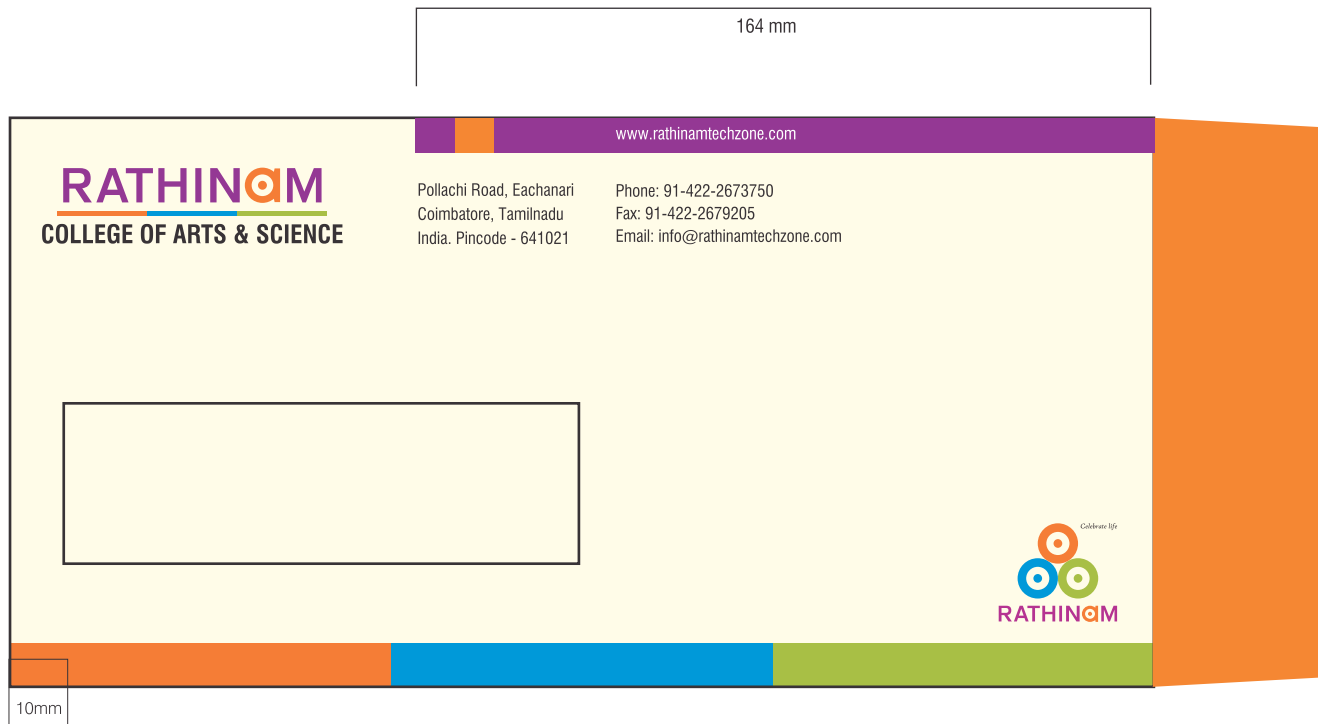 164 mm
www.rathinamtechzone.com
RATHINaM
COLLEGE OF ARTS & SCIENCE
Pollachi Road, Eachanari
Coimbatore, Tamilnadu
India. Pincode - 641021
Phone: 91-422-2673750
Fax: 91-422-2679205
Email: info@rathinamtechzone.com
Celebrate life
RATHINaM
10mm